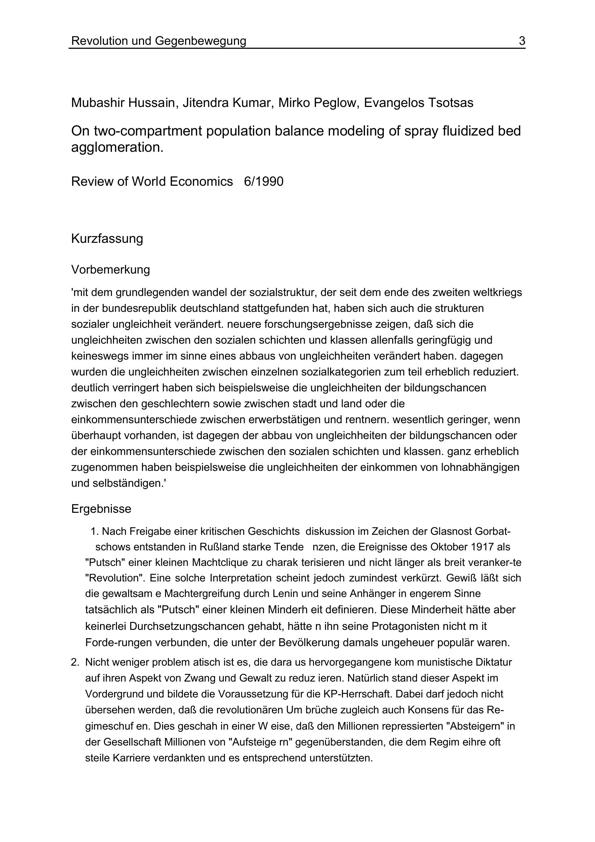 Revolution und Gegenbewegung 3
Mubashir Hussain, Jitendra Kumar, Mirko Peglow, Evangelos Tsotsas
On two-compartment population balance modeling of spray fluidized bed
agglomeration.
Review of World Economics 6/1990
Kurzfassung
Vorbemerkung
'mit dem grundlegenden wandel der sozialstruktur, der seit dem ende des zweiten weltkriegs
in der bundesrepublik deutschland stattgefunden hat, haben sich auch die strukturen
sozialer ungleichheit verändert. neuere forschungsergebnisse zeigen, daß sich die
ungleichheiten zwischen den sozialen schichten und klassen allenfalls geringfügig und
keineswegs immer im sinne eines abbaus von ungleichheiten verändert haben. dagegen
wurden die ungleichheiten zwischen einzelnen sozialkategorien zum teil erheblich reduziert.
deutlich verringert haben sich beispielsweise die ungleichheiten der bildungschancen
zwischen den geschlechtern sowie zwischen stadt und land oder die
einkommensunterschiede zwischen erwerbstätigen und rentnern. wesentlich geringer, wenn
überhaupt vorhanden, ist dagegen der abbau von ungleichheiten der bildungschancen oder
der einkommensunterschiede zwischen den sozialen schichten und klassen. ganz erheblich
zugenommen haben beispielsweise die ungleichheiten der einkommen von lohnabhängigen
und selbständigen.'
Ergebnisse
1. Nach Freigabe einer kritischen Geschichts diskussion im Zeichen der Glasnost Gorbat-
schows entstanden in Rußland starke Tende nzen, die Ereignisse des Oktober 1917 als
"Putsch" einer kleinen Machtclique zu charak terisieren und nicht länger als breit veranker-te
"Revolution". Eine solche Interpretation scheint jedoch zumindest verkürzt. Gewiß läßt sich
die gewaltsam e Machtergreifung durch Lenin und seine Anhänger in engerem Sinne
tatsächlich als "Putsch" einer kleinen Minderh eit definieren. Diese Minderheit hätte aber
keinerlei Durchsetzungschancen gehabt, hätte n ihn seine Protagonisten nicht m it
Forde-rungen verbunden, die unter der Bevölkerung damals ungeheuer populär waren.
2. Nicht weniger problem atisch ist es, die dara us hervorgegangene kom munistische Diktatur
auf ihren Aspekt von Zwang und Gewalt zu reduz ieren. Natürlich stand dieser Aspekt im
Vordergrund und bildete die Voraussetzung für die KP-Herrschaft. Dabei darf jedoch nicht
übersehen werden, daß die revolutionären Um brüche zugleich auch Konsens für das Re-
gimeschuf en. Dies geschah in einer W eise, daß den Millionen repressierten "Absteigern" in
der Gesellschaft Millionen von "Aufsteige rn" gegenüberstanden, die dem Regim eihre oft
steile Karriere verdankten und es entsprechend unterstützten.